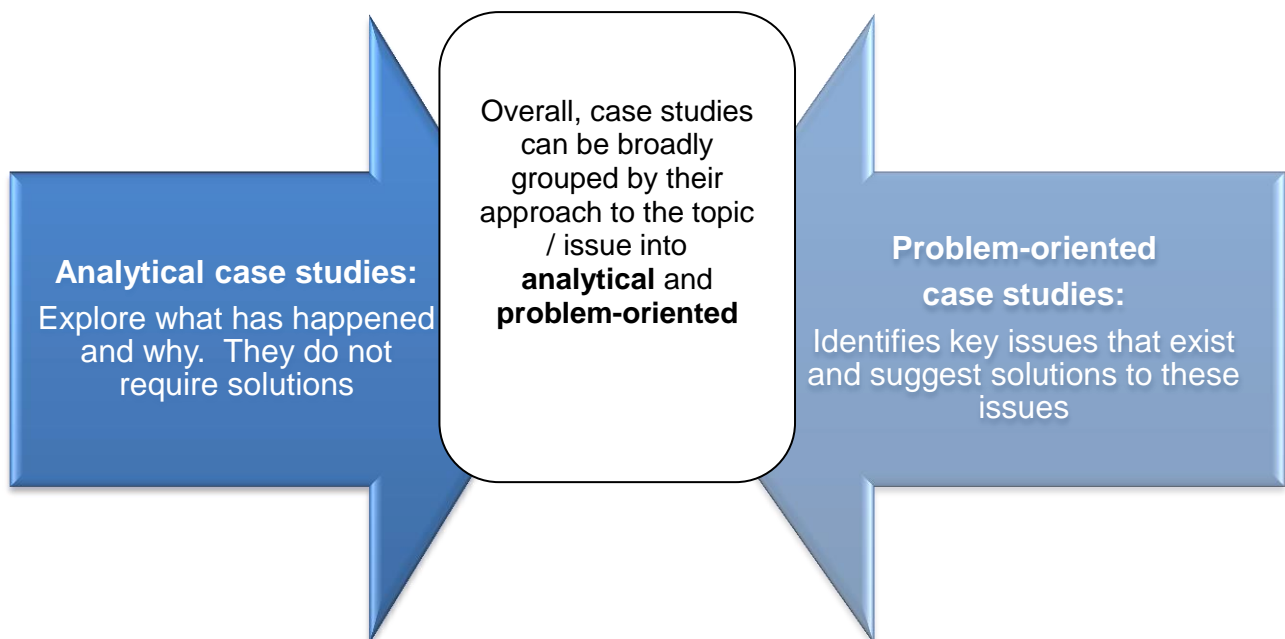 Analytical case studies:
Explore what has happened
and why.  They do not
require solutions
Overall, case studies
can be broadly
grouped by their
approach to the topic
/ issue into
analytical and
problem-oriented
Problem-oriented
case studies:
Identifies key issues that exist
and suggest solutions to these
issues